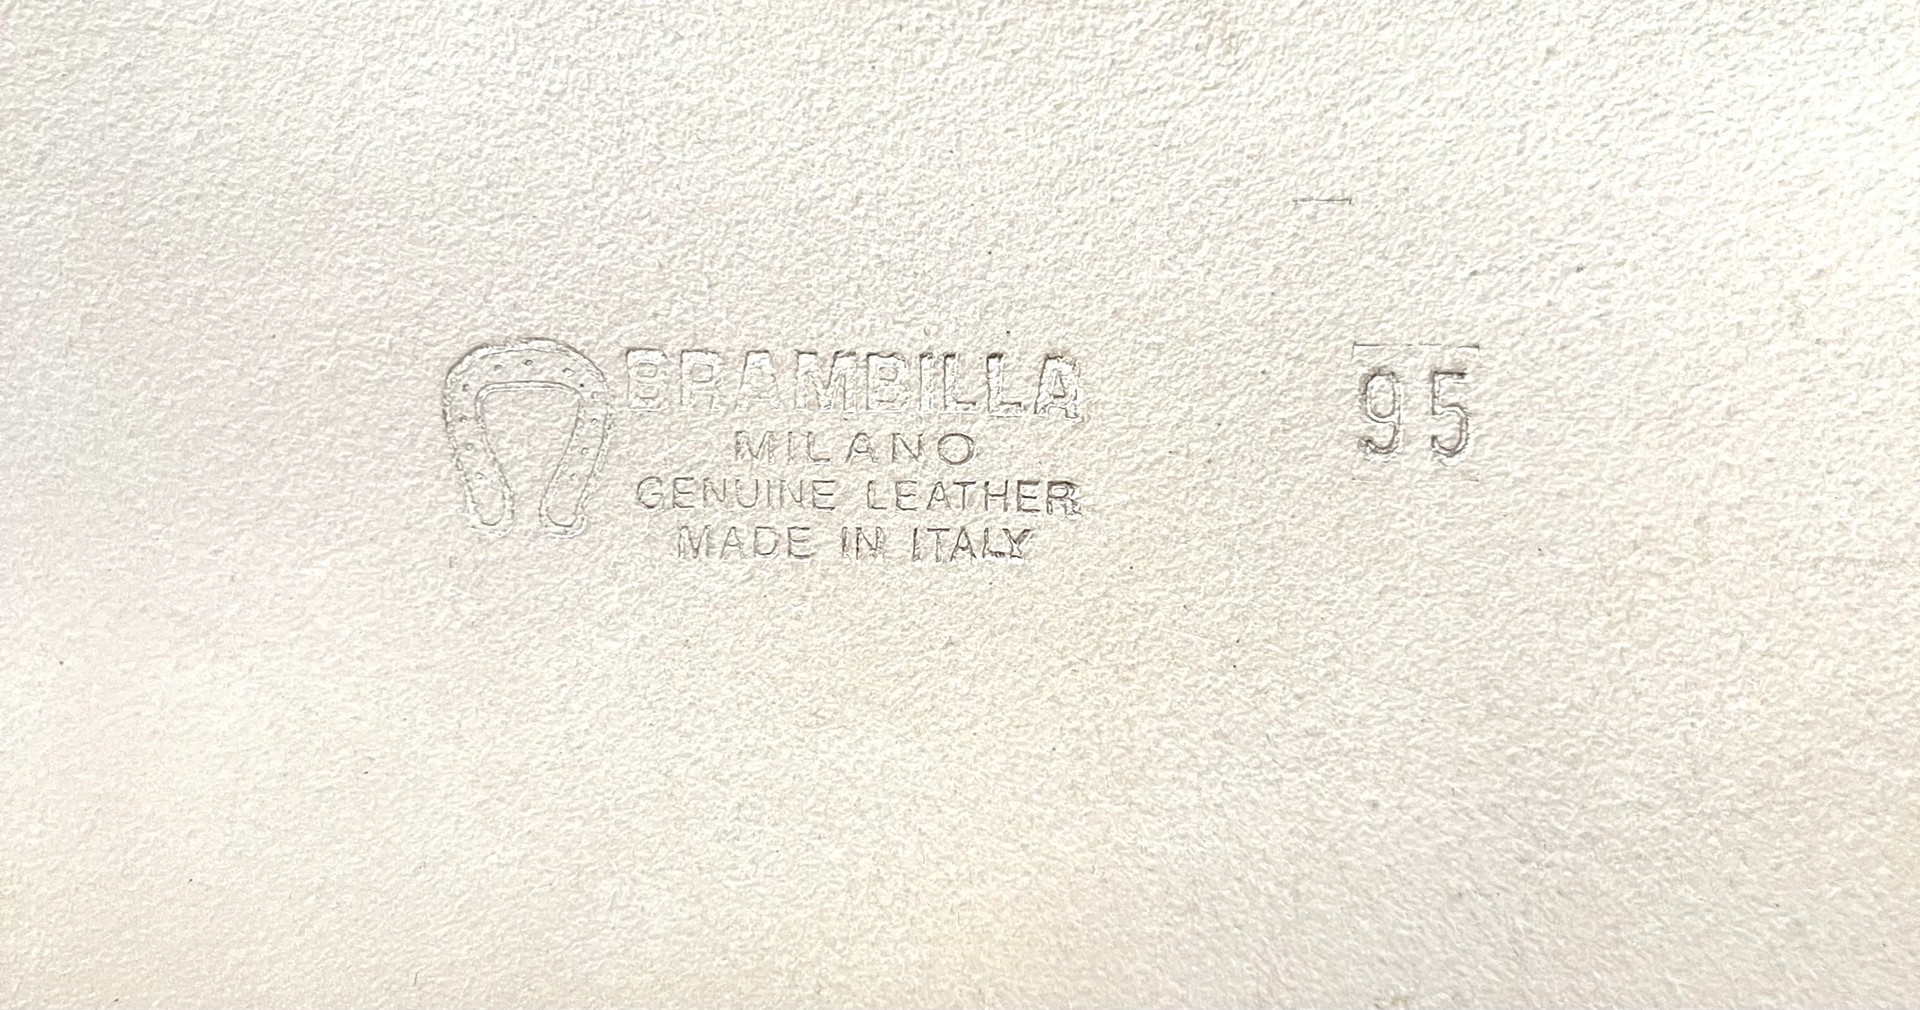 BRAMBILLA
MILANO
GENUINE LEATHER
MADE IN ITALY
95